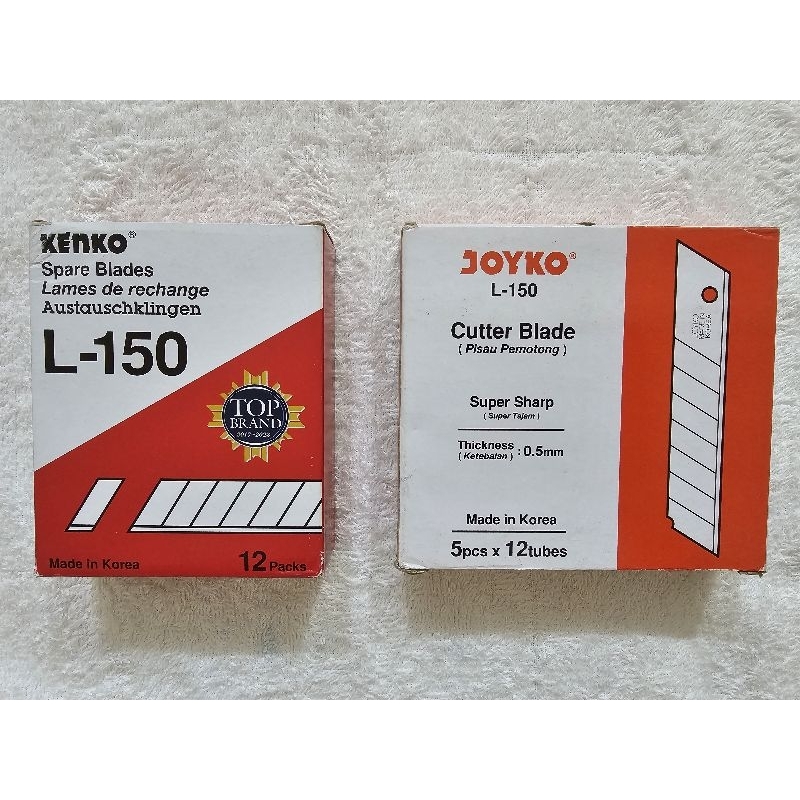 KENKO®
Spare Blades
Lames de rechange
Austauschklingen
L-150
TOP
BRAND
Made in Korea
12 Packs
JOYKO®
L-150
Cutter Blade
( Pisau Pemotong )
Super Sharp
( Super Tajam )
Thickness
( Ketebalan ) : 0.5mm
Made in Korea
5pcs x 12tubes